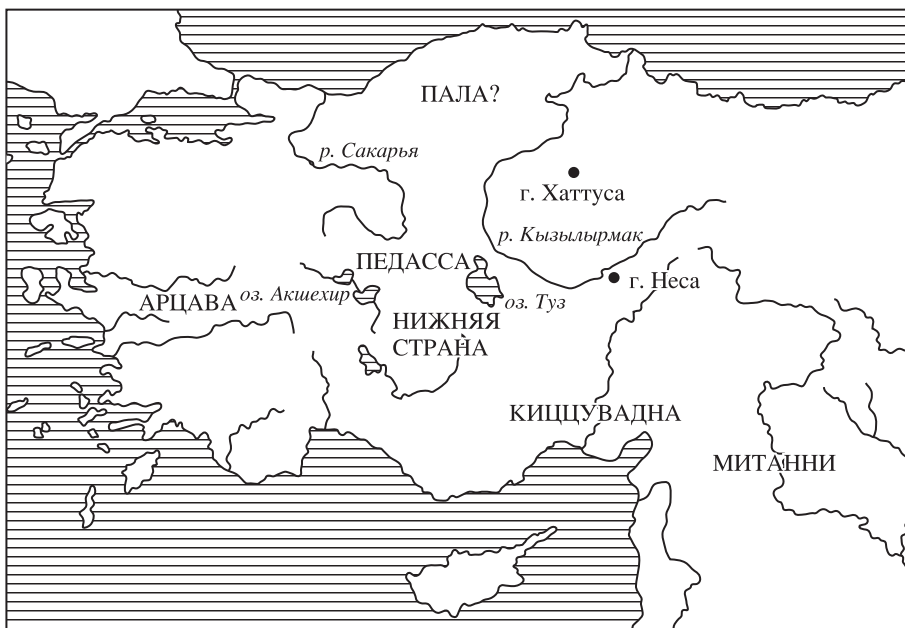 ПАЛА?
р. Сакарья
г. Хаттуса
р. Кызылырмак
ПЕДАССА
г. Неса
АРЦАВА
оз. Акшехир
оз. Туз
НИЖНЯЯ
СТРАНА
КИЦЦУВАДНА
МИТАННИ